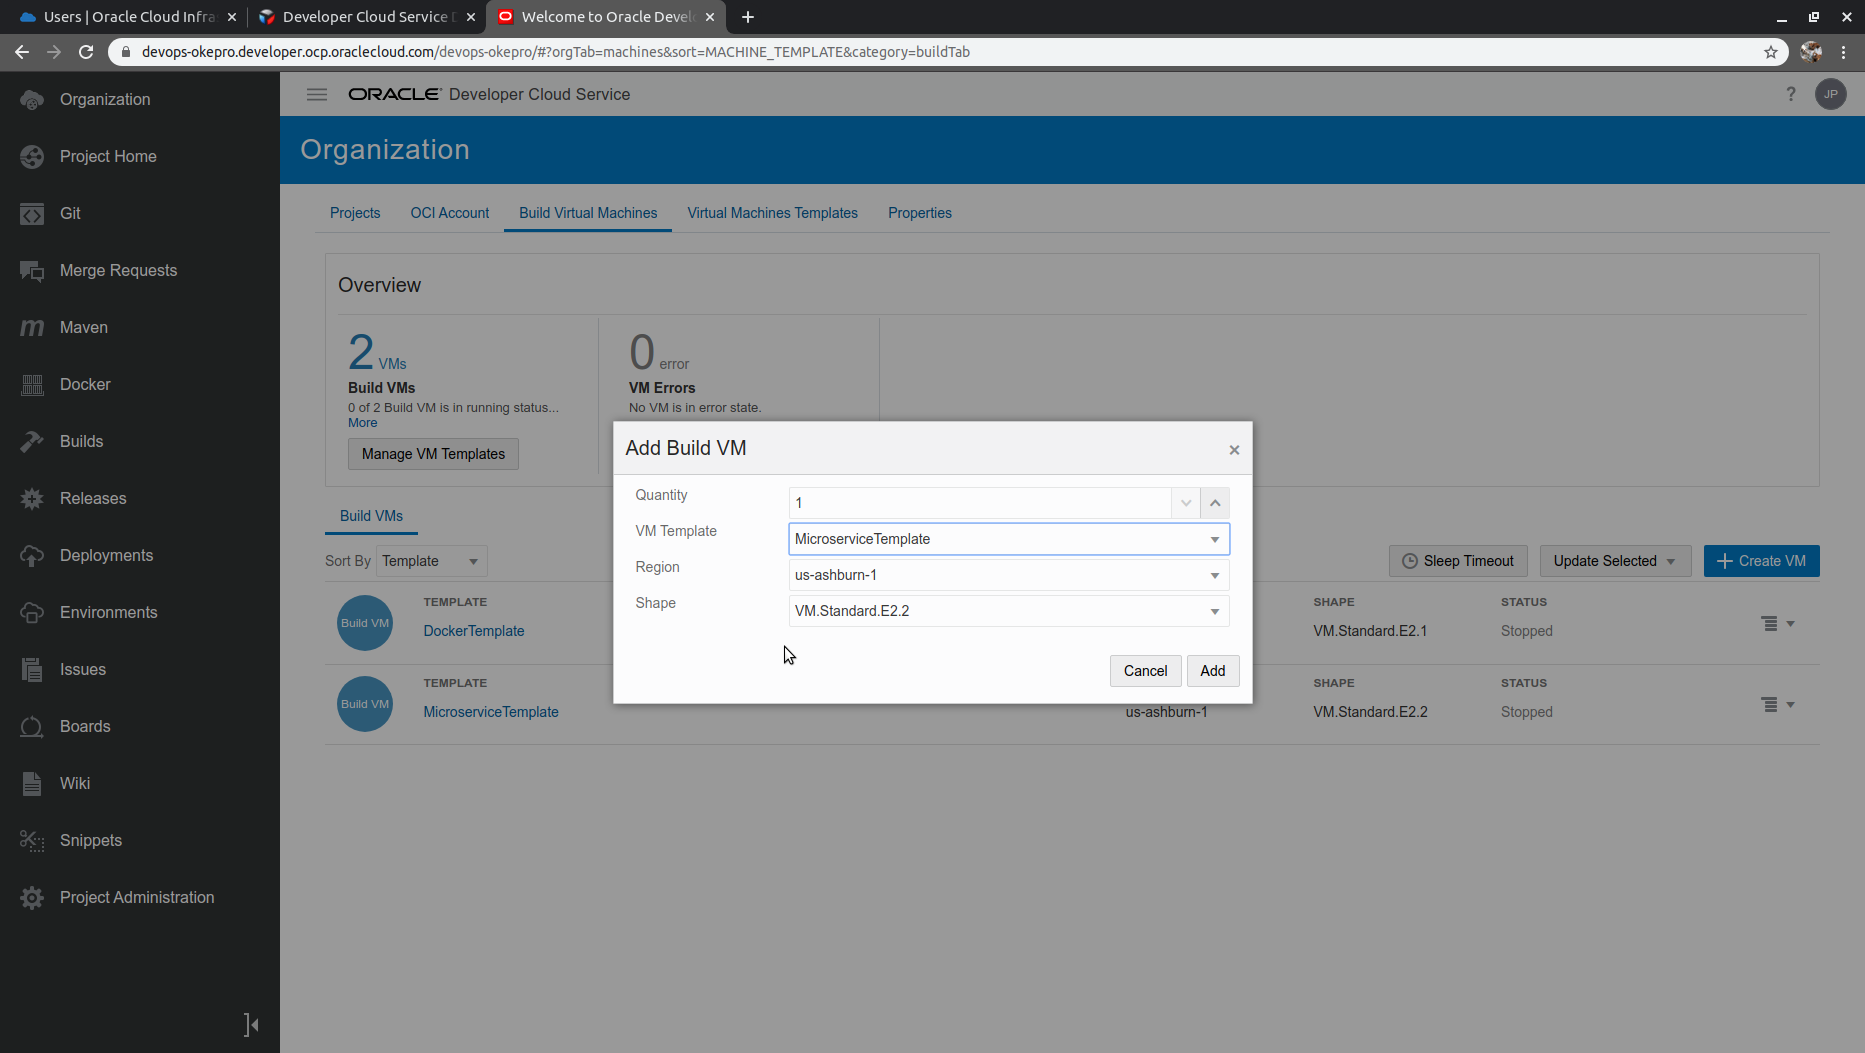 Users | Oracle Cloud Infra
Developer Cloud Service D
Welcome to Oracle Devel
devops-okepro.developer.ocp.oraclecloud.com/devops-okepro/#?orgTab=machines&sort=MACHINE_TEMPLATE&category=buildTab
Organization
Project Home
Git
Merge Requests
Maven
Docker
Builds
Releases
Deployments
Environments
Issues
Boards
Wiki
Snippets
Project Administration
ORACLE Developer Cloud Service
? JP
Organization
Projects OCI Account Build Virtual Machines Virtual Machines Templates Properties
Overview
2 VMs
Build VMs
0 of 2 Build VM is in running status...
More
Manage VM Templates
0 error
VM Errors
No VM is in error state.
Build VMs
Sort By Template
Sleep Timeout Update Selected Create VM
Build VM
TEMPLATE
DockerTemplate
SHAPE
VM.Standard.E2.1
STATUS
Stopped
Build VM
TEMPLATE
MicroserviceTemplate
us-ashburn-1
SHAPE
VM.Standard.E2.2
STATUS
Stopped
Add Build VM
Quantity 1
VM Template MicroserviceTemplate
Region us-ashburn-1
Shape VM.Standard.E2.2
Cancel Add